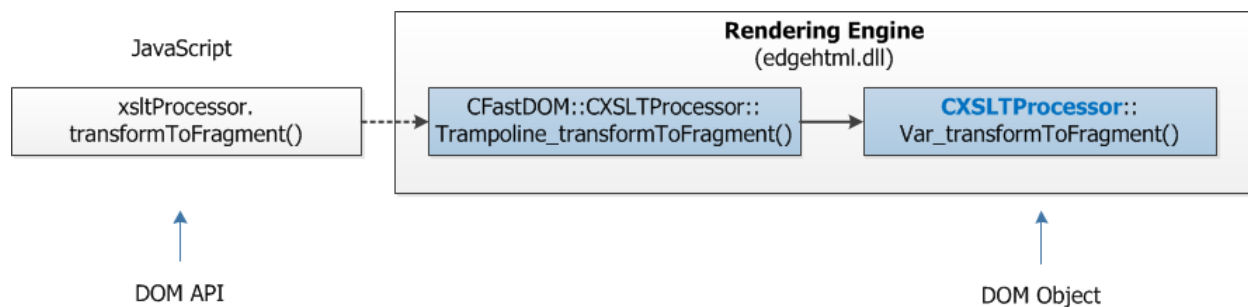 JavaScript
xsltProcessor.
transformToFragment()
Rendering Engine
(edgehtml.dll)
CFastDOM::CXSLTProcessor::
Trampoline_transformToFragment()
CXSLTProcessor::
Var_transformToFragment()
DOM API
DOM Object